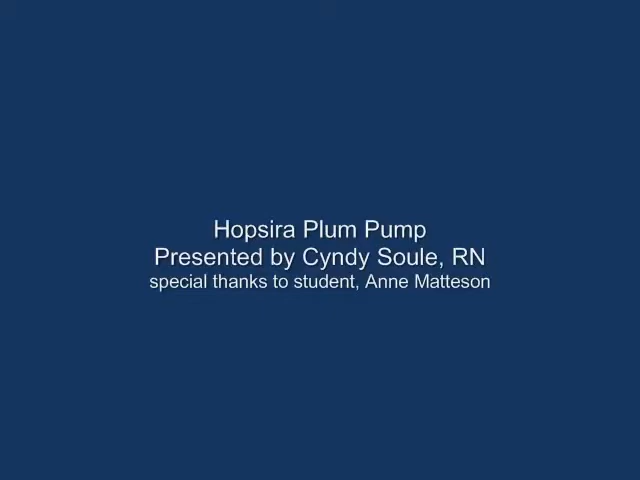 Hopsira Plum Pump
Presented by Cyndy Soule, RN
special thanks to student, Anne Matteson